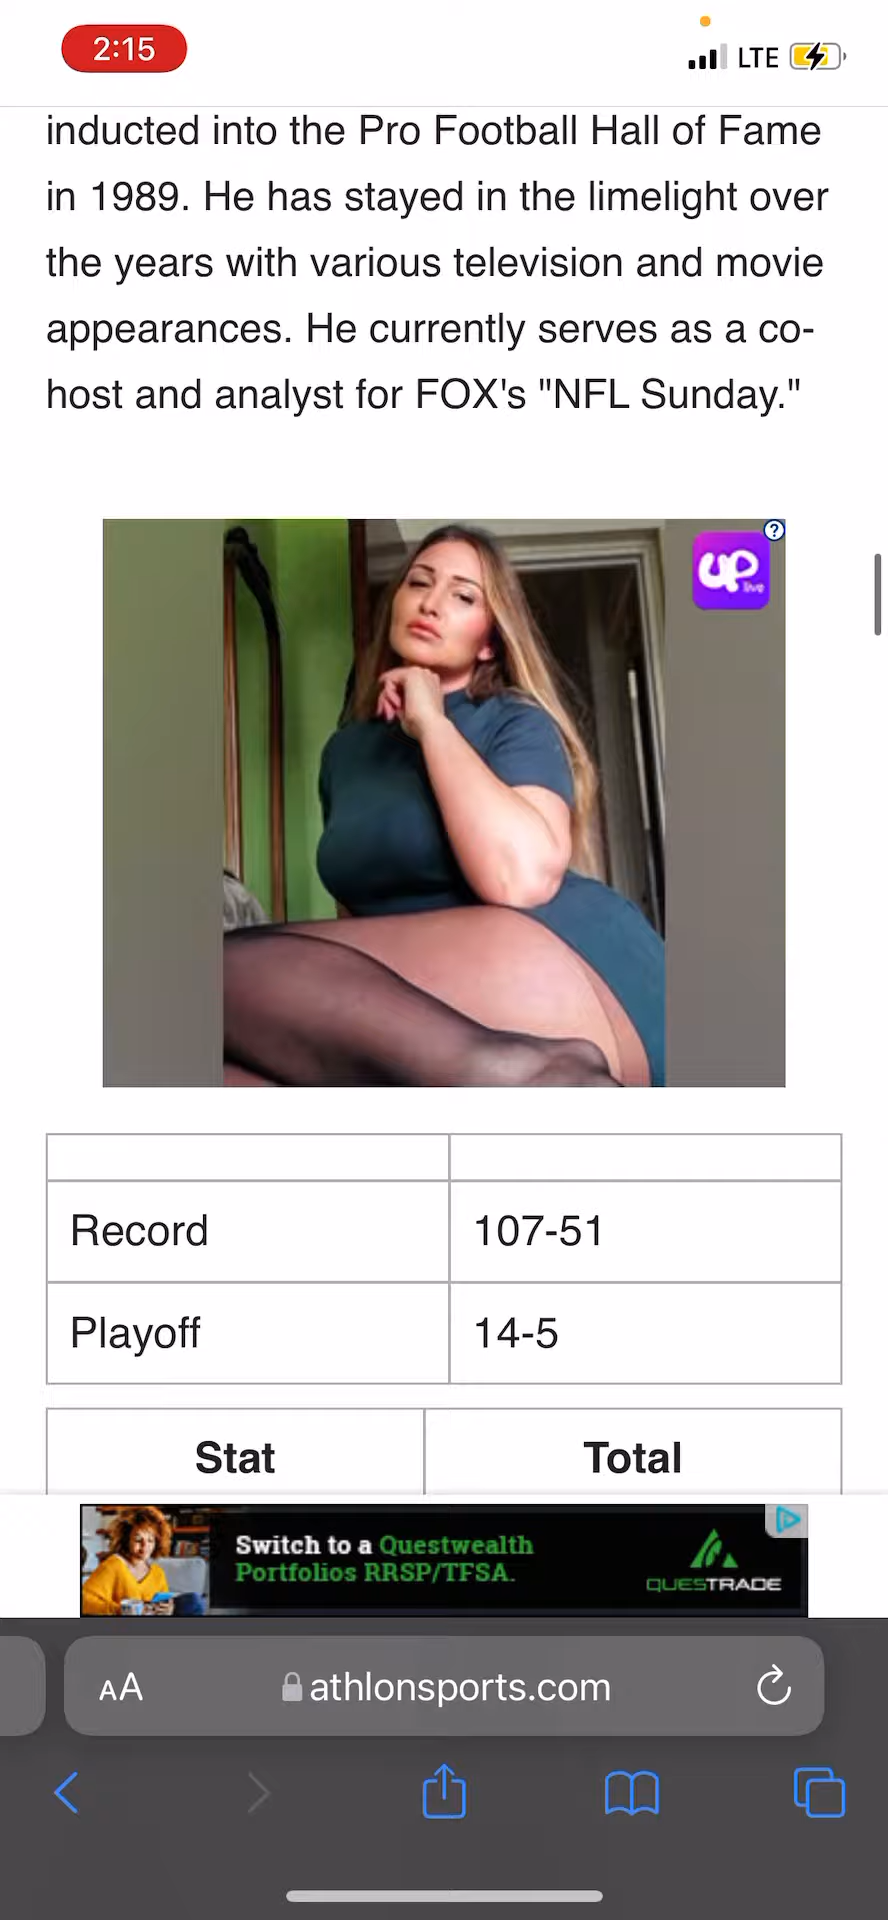 2:15
LTE
inducted into the Pro Football Hall of Fame
in 1989. He has stayed in the limelight over
the years with various television and movie
appearances. He currently serves as a co-
host and analyst for FOX's "NFL Sunday."
?
up
live
Record 107-51
Playoff 14-5
Stat Total
Switch to a Questwealth
Portfolios RRSP/TFSA.
QUESTRADE
AA athlonsports.com